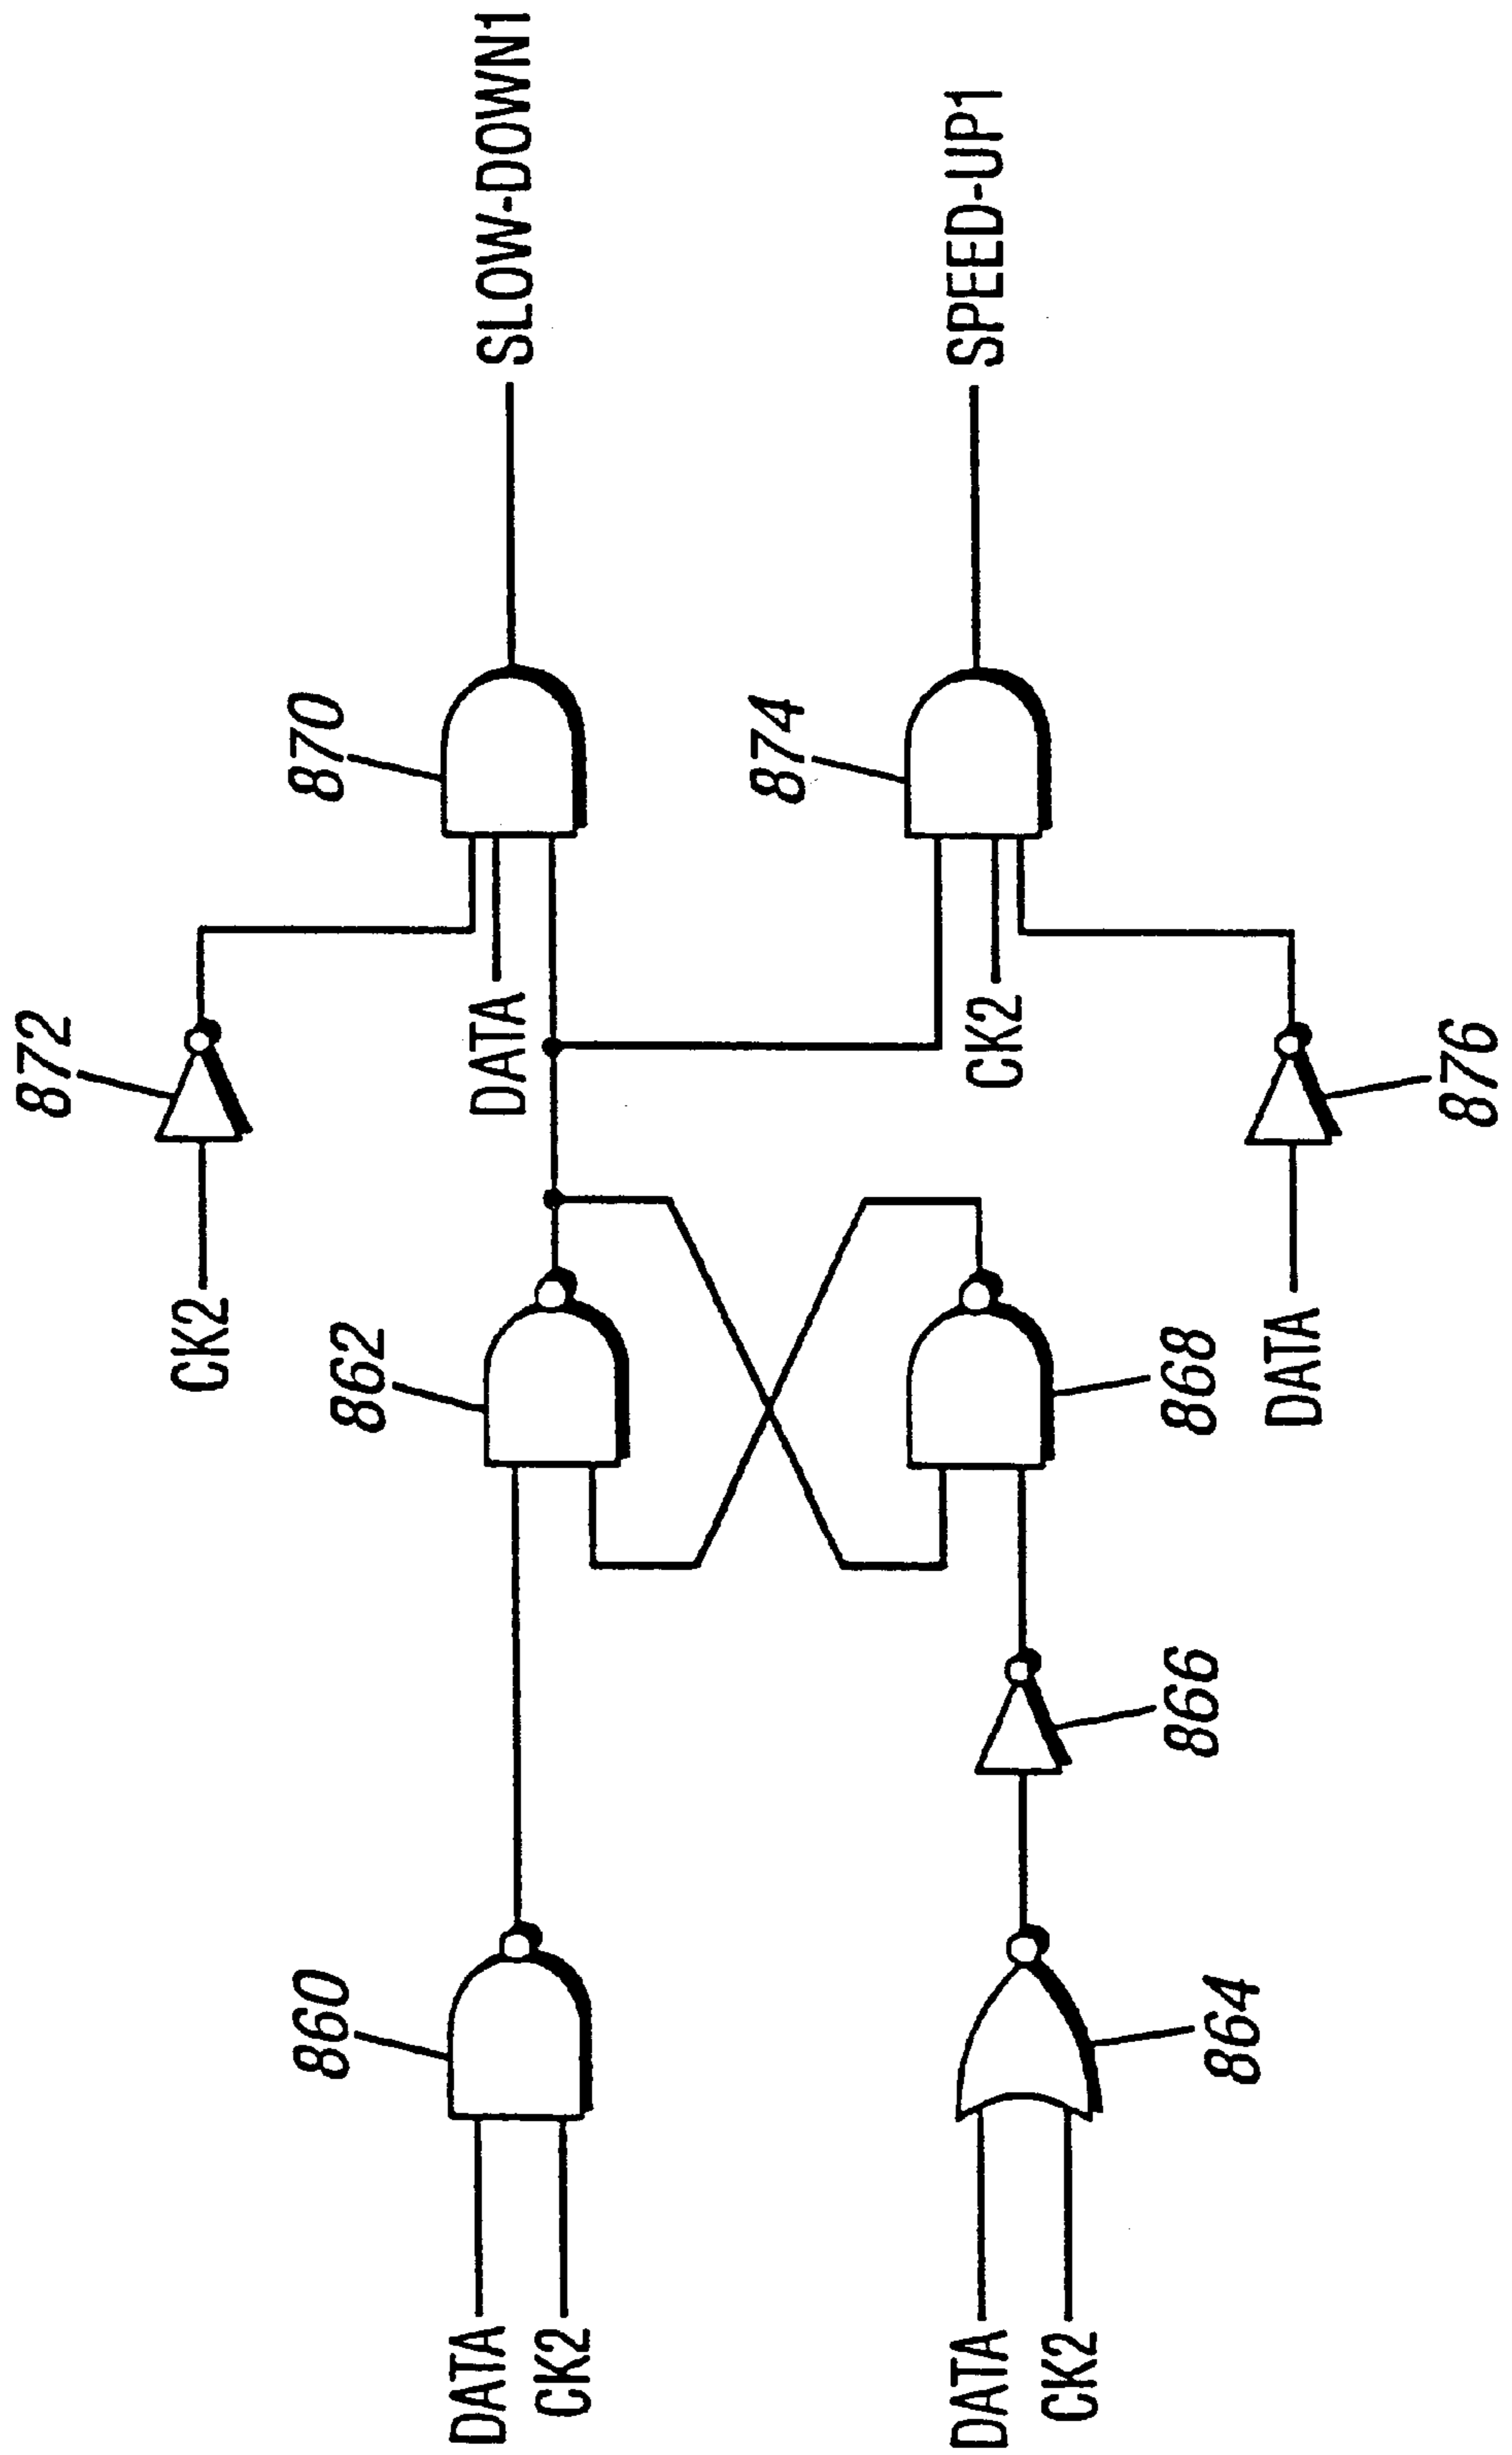 872
CK2
870
SLOW-DOWN1
DATA
862
860
DATA
CK2
874
SPEED-UP1
CK2
868
866
864
DATA
CK2
DATA
876